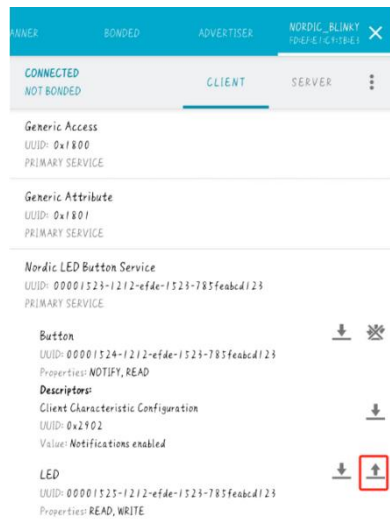 ANNER BONDED ADVERTISER NORDIC_BLINKY
CONNECTED
NOT BONDED CLIENT SERVER
Generic Access
UUID: 0x1800
PRIMARY SERVICE
Generic Attribute
UUID: 0x1801
PRIMARY SERVICE
Nordic LED Button Service
UUID: 00001523-1212-efde-1523-785feabcd123
PRIMARY SERVICE
Button
UUID: 00001524-1212-efde-1523-785feabcd123
Properties: NOTIFY, READ
Descriptors:
Client Characteristic Configuration
UUID: 0x2902
Value: Notifications enabled
LED
UUID: 00001525-1212-efde-1523-785feabcd123
Properties: READ, WRITE